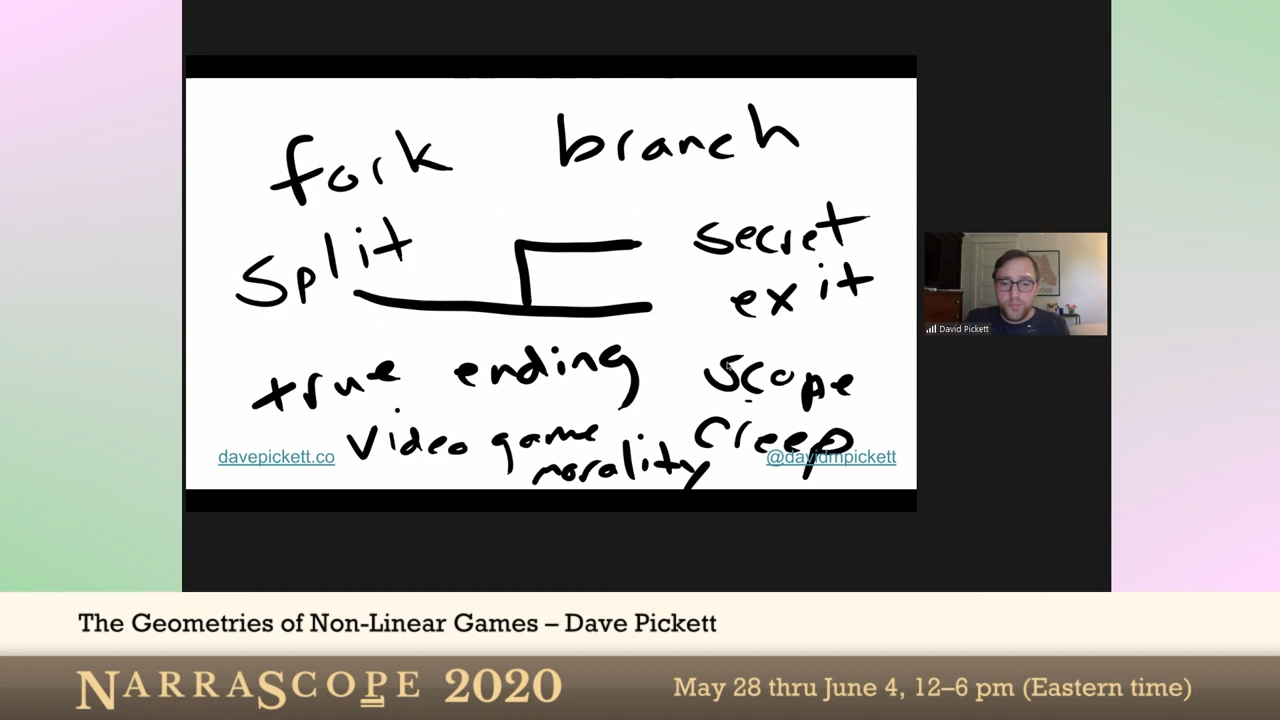 fork branch
split
secret
exit
true ending
scope
creep
video game
morality
davepickett.co
@davidmpickett
David Pickett
The Geometries of Non-Linear Games – Dave Pickett
NARRASCOPE 2020
May 28 thru June 4, 12–6 pm (Eastern time)